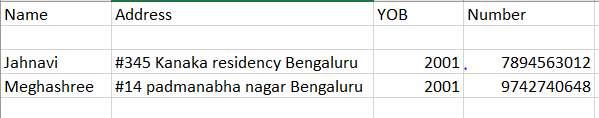 Name Address YOB Number
Jahnavi #345 Kanaka residency Bengaluru 2001 7894563012
Meghashree #14 padmanabha nagar Bengaluru 2001 9742740648